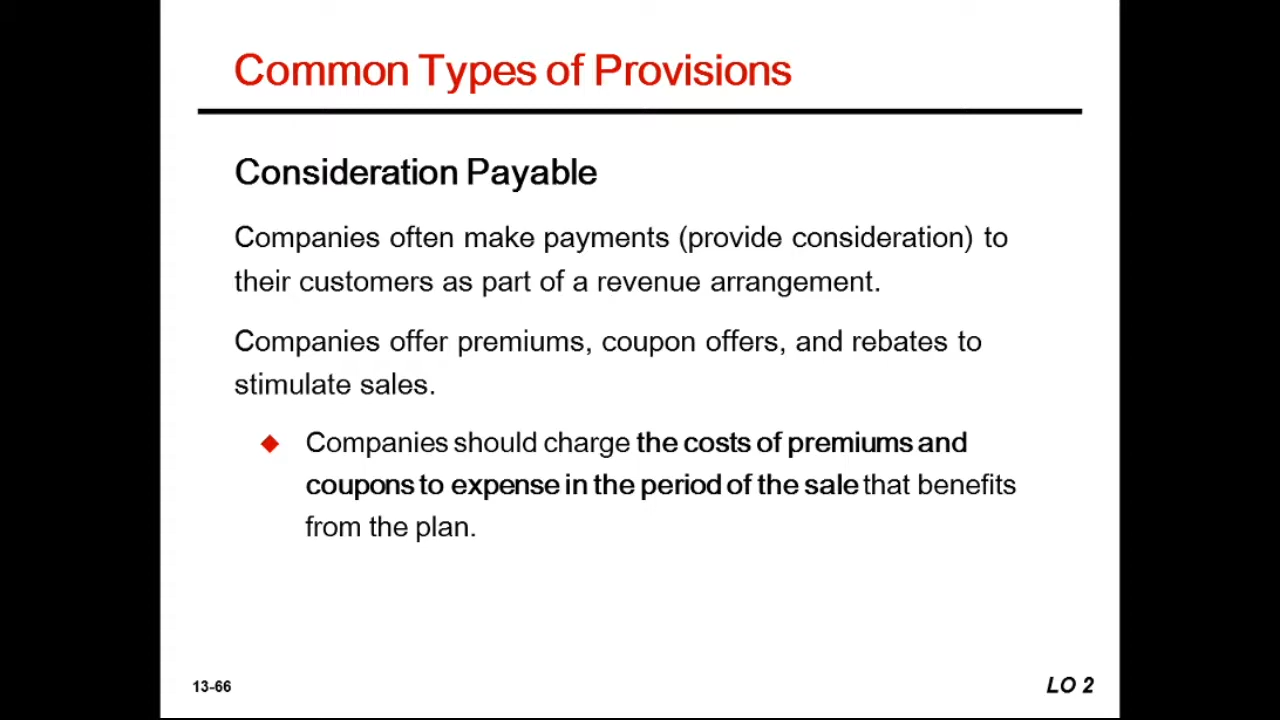 Common Types of Provisions
Consideration Payable
Companies often make payments (provide consideration) to
their customers as part of a revenue arrangement.
Companies offer premiums, coupon offers, and rebates to
stimulate sales.
Companies should charge the costs of premiums and
coupons to expense in the period of the sale that benefits
from the plan.
13-66
LO 2